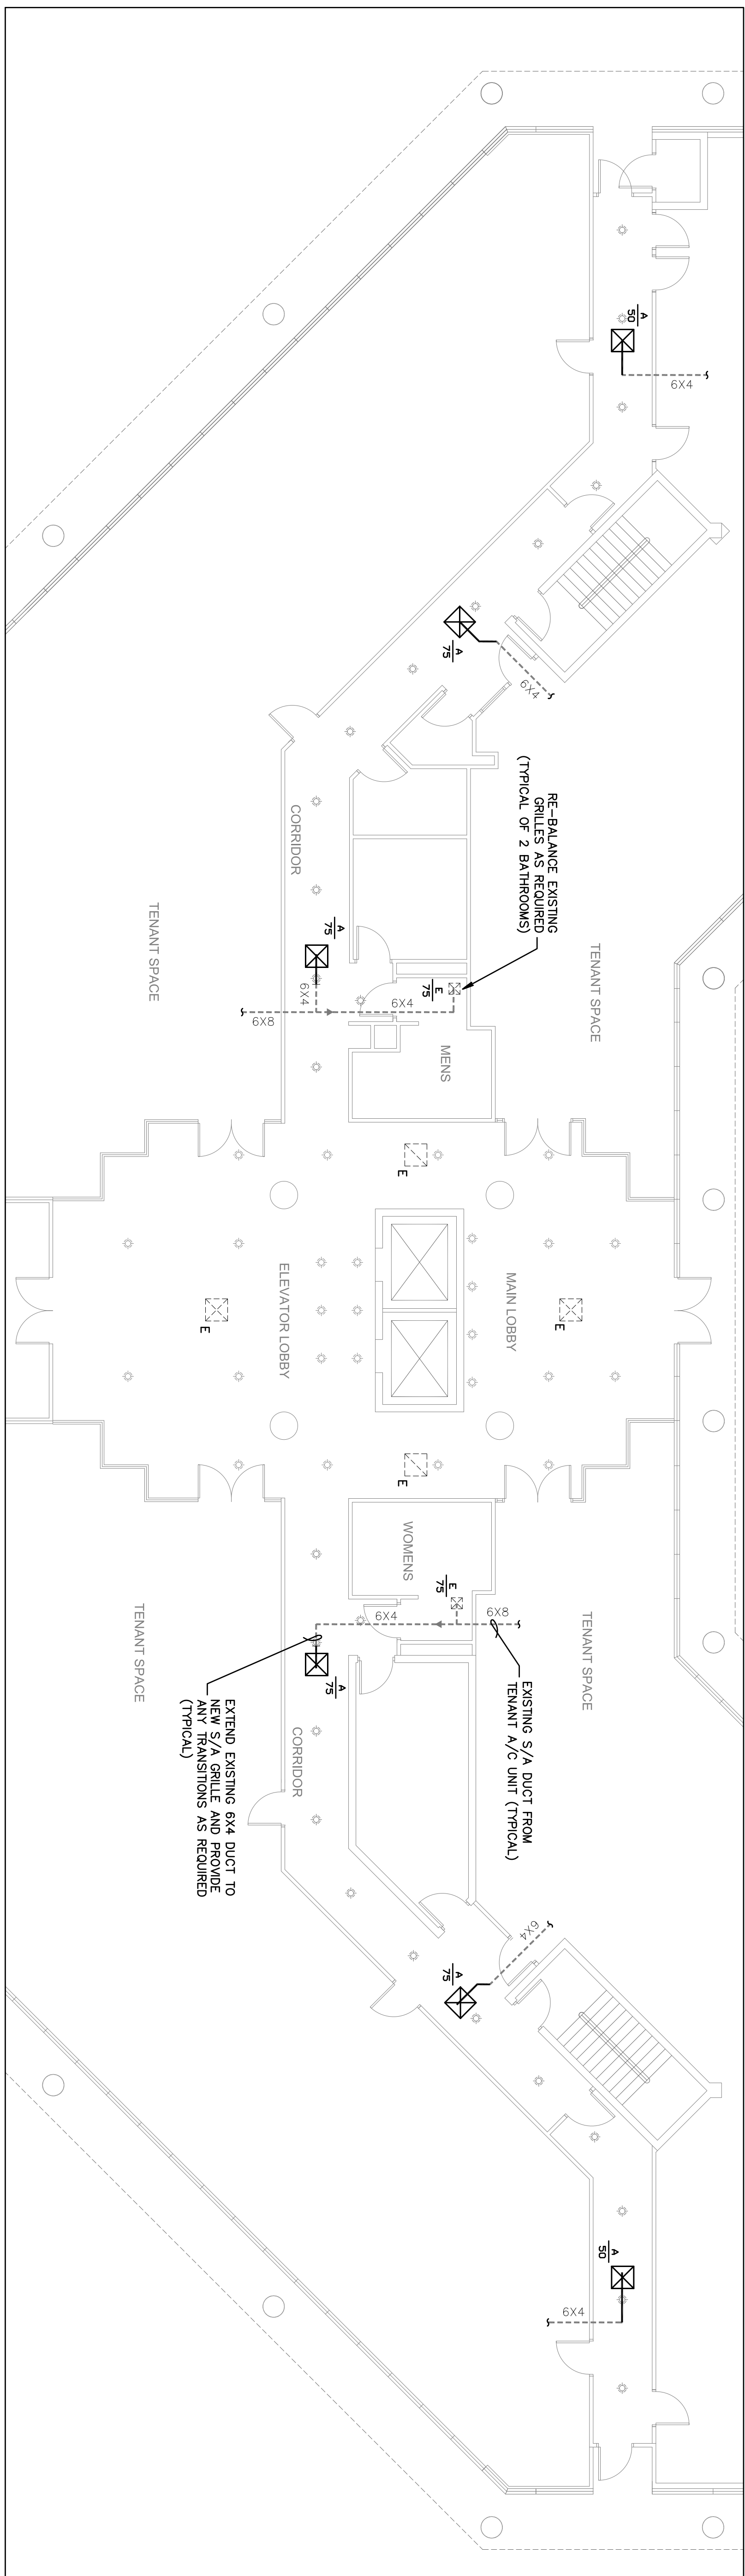 A
50
6X4
A
75
6X4
RE-BALANCE EXISTING
GRILLES AS REQUIRED
(TYPICAL OF 2 BATHROOMS)
CORRIDOR
TENANT SPACE
TENANT SPACE
A
75
6X4
6X4
6X8
E
75
MENS
E
ELEVATOR LOBBY
MAIN LOBBY
E
E
E
WOMENS
E
75
6X4
6X8
TENANT SPACE
TENANT SPACE
A
75
EXISTING S/A DUCT FROM
TENANT A/C UNIT (TYPICAL)
EXTEND EXISTING 6X4 DUCT TO
NEW S/A GRILLE AND PROVIDE
ANY TRANSITIONS AS REQUIRED
(TYPICAL)
CORRIDOR
6X4
A
75
A
50
6X4